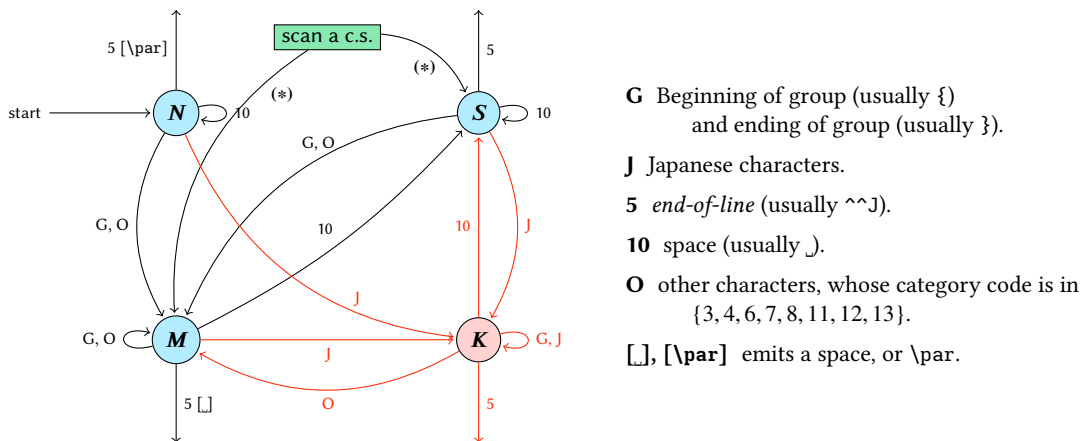 5 [\par]
scan a c.s.
5
(∗)
(∗)
start
N
10
S
10
G, O
G, O
J
10
10
J
J
G, O
M
J
K
G, J
O
5 [␣]
5
G Beginning of group (usually {)
and ending of group (usually }).
J Japanese characters.
5 end-of-line (usually ^^J).
10 space (usually ␣).
O other characters, whose category code is in
{3, 4, 6, 7, 8, 11, 12, 13}.
[␣], [\par] emits a space, or \par.